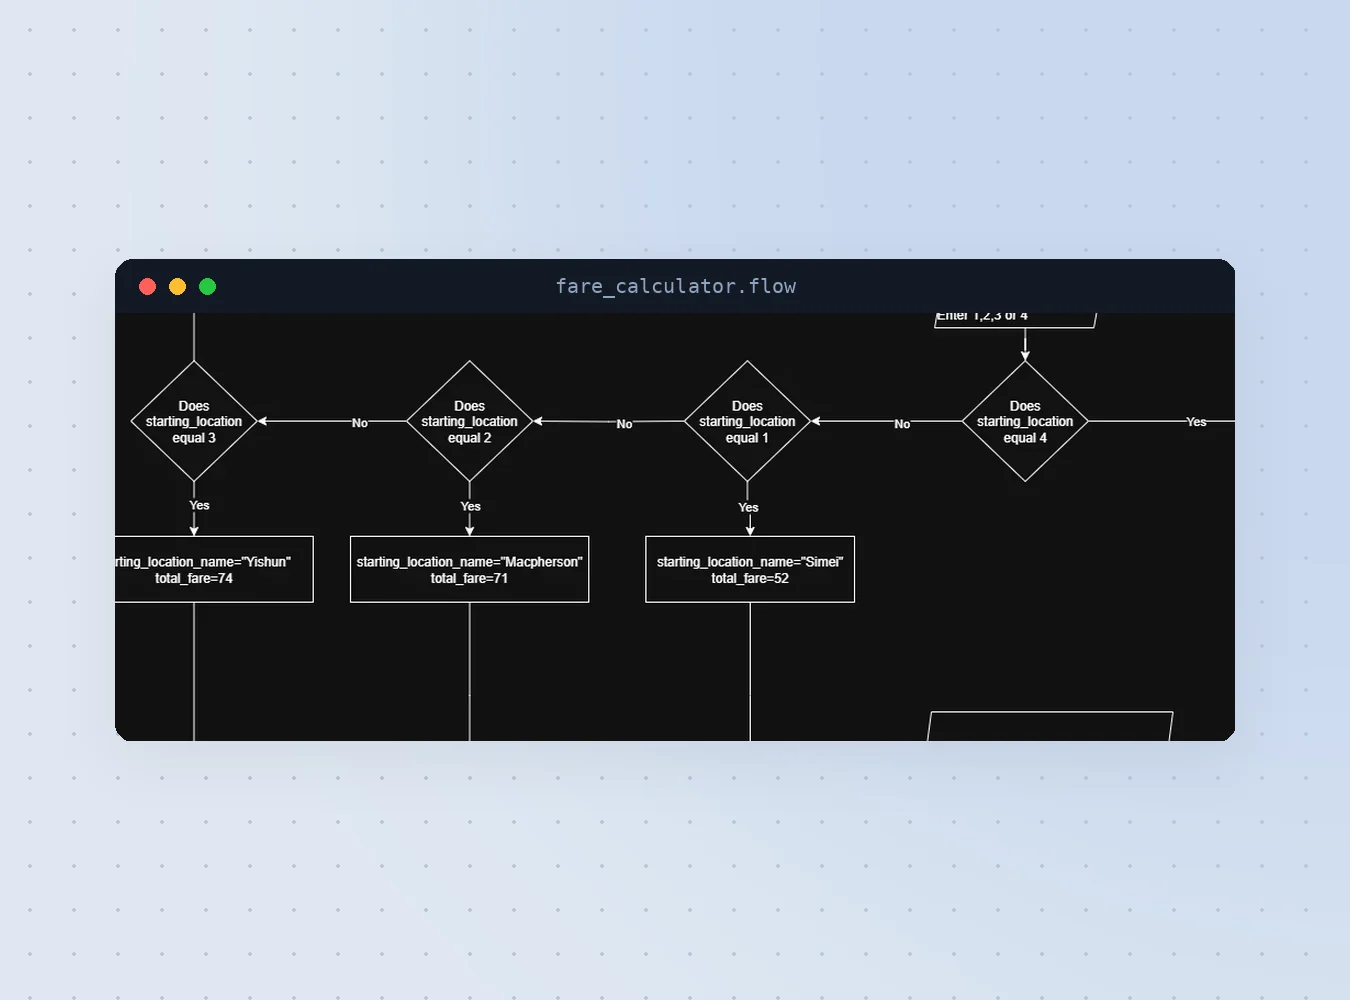 fare_calculator.flow
Enter 1,2,3 or 4
Does
starting_location
equal 3
No
Does
starting_location
equal 2
No
Does
starting_location
equal 1
No
Does
starting_location
equal 4
Yes
Yes
Yes
Yes
rting_location_name="Yishun"
total_fare=74
starting_location_name="Macpherson"
total_fare=71
starting_location_name="Simei"
total_fare=52